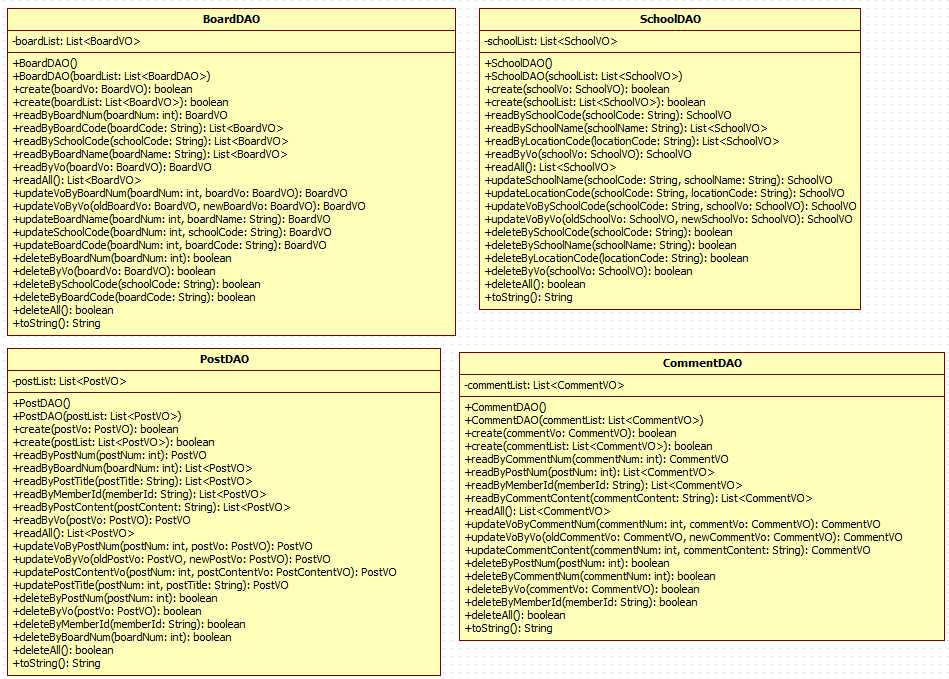 BoardDAO
-boardList: List<BoardVO>
+BoardDAO()
+BoardDAO(boardList: List<BoardDAO>)
+create(boardVo: BoardVO): boolean
+create(boardList: List<BoardVO>): boolean
+readByBoardNum(boardNum: int): BoardVO
+readByBoardCode(boardCode: String): List<BoardVO>
+readBySchoolCode(schoolCode: String): List<BoardVO>
+readByBoardName(boardName: String): List<BoardVO>
+readByVo(boardVo: BoardVO): BoardVO
+readAll(): List<BoardVO>
+updateVoByBoardNum(boardNum: int, boardVo: BoardVO): BoardVO
+updateVoByVo(oldBoardVo: BoardVO, newBoardVo: BoardVO): BoardVO
+updateBoardName(boardNum: int, boardName: String): BoardVO
+updateSchoolCode(boardNum: int, schoolCode: String): BoardVO
+updateBoardCode(boardNum: int, boardCode: String): BoardVO
+deleteByBoardNum(boardNum: int): boolean
+deleteByVo(boardVo: BoardVO): boolean
+deleteBySchoolCode(schoolCode: String): boolean
+deleteByBoardCode(boardCode: String): boolean
+deleteAll(): boolean
+toString(): String
SchoolDAO
-schoolList: List<SchoolVO>
+SchoolDAO()
+SchoolDAO(schoolList: List<SchoolVO>)
+create(schoolVo: SchoolVO): boolean
+create(schoolList: List<SchoolVO>): boolean
+readBySchoolCode(schoolCode: String): SchoolVO
+readBySchoolName(schoolName: String): List<SchoolVO>
+readByLocationCode(locationCode: String): List<SchoolVO>
+readByVo(schoolVo: SchoolVO): SchoolVO
+readAll(): List<SchoolVO>
+updateSchoolName(schoolCode: String, schoolName: String): SchoolVO
+updateLocationCode(schoolCode: String, locationCode: String): SchoolVO
+updateVoBySchoolCode(schoolCode: String, schoolVo: SchoolVO): SchoolVO
+updateVoByVo(oldSchoolVo: SchoolVO, newSchoolVo: SchoolVO): SchoolVO
+deleteBySchoolCode(schoolCode: String): boolean
+deleteBySchoolName(schoolName: String): boolean
+deleteByLocationCode(locationCode: String): boolean
+deleteByVo(schoolVo: SchoolVO): boolean
+deleteAll(): boolean
+toString(): String
PostDAO
-postList: List<PostVO>
+PostDAO()
+PostDAO(postList: List<PostVO>)
+create(postVo: PostVO): boolean
+create(postList: List<PostVO>): boolean
+readByPostNum(postNum: int): PostVO
+readByBoardNum(boardNum: int): List<PostVO>
+readByPostTitle(postTitle: String): List<PostVO>
+readByMemberId(memberId: String): List<PostVO>
+readByPostContent(postContent: String): List<PostVO>
+readByVo(postVo: PostVO): PostVO
+readAll(): List<PostVO>
+updateVoByPostNum(postNum: int, postVo: PostVO): PostVO
+updateVoByVo(oldPostVo: PostVO, newPostVo: PostVO): PostVO
+updatePostContentVo(postNum: int, postContentVo: PostContentVO): PostVO
+updatePostTitle(postNum: int, postTitle: String): PostVO
+deleteByPostNum(postNum: int): boolean
+deleteByVo(postVo: PostVO): boolean
+deleteByMemberId(memberId: String): boolean
+deleteByBoardNum(boardNum: int): boolean
+deleteAll(): boolean
+toString(): String
CommentDAO
-commentList: List<CommentVO>
+CommentDAO()
+CommentDAO(commentList: List<CommentVO>)
+create(commentVo: CommentVO): boolean
+create(commentList: List<CommentVO>): boolean
+readByCommentNum(commentNum: int): CommentVO
+readByPostNum(postNum: int): List<CommentVO>
+readByMemberId(memberId: String): List<CommentVO>
+readByCommentContent(commentContent: String): List<CommentVO>
+readAll(): List<CommentVO>
+updateVoByCommentNum(commentNum: int, commentVo: CommentVO): CommentVO
+updateVoByVo(oldCommentVo: CommentVO, newCommentVo: CommentVO): CommentVO
+updateCommentContent(commentNum: int, commentContent: String): CommentVO
+deleteByPostNum(postNum: int): boolean
+deleteByCommentNum(commentNum: int): boolean
+deleteByVo(commentVo: CommentVO): boolean
+deleteByMemberId(memberId: String): boolean
+deleteAll(): boolean
+toString(): String